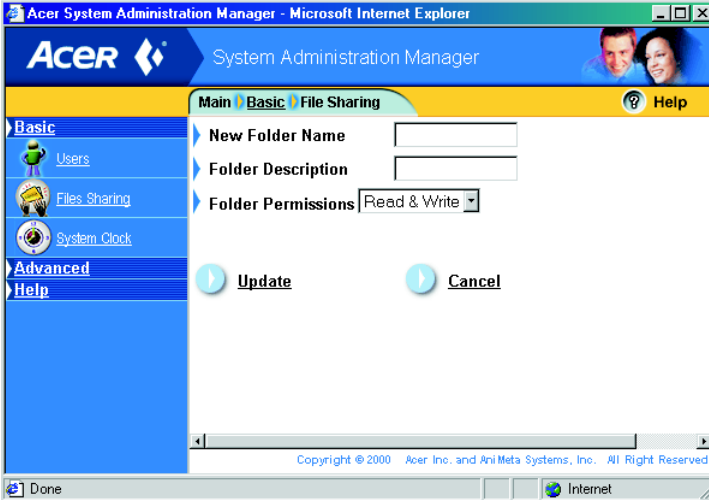 Acer System Administration Manager - Microsoft Internet Explorer
Acer System Administration Manager
Main Basic File Sharing Help
Basic
Users
Files Sharing
System Clock
Advanced
Help
New Folder Name
Folder Description
Folder Permissions Read & Write
Update Cancel
Copyright © 2000 Acer Inc. and AniMeta Systems, Inc. All Right Reserved
Done Internet